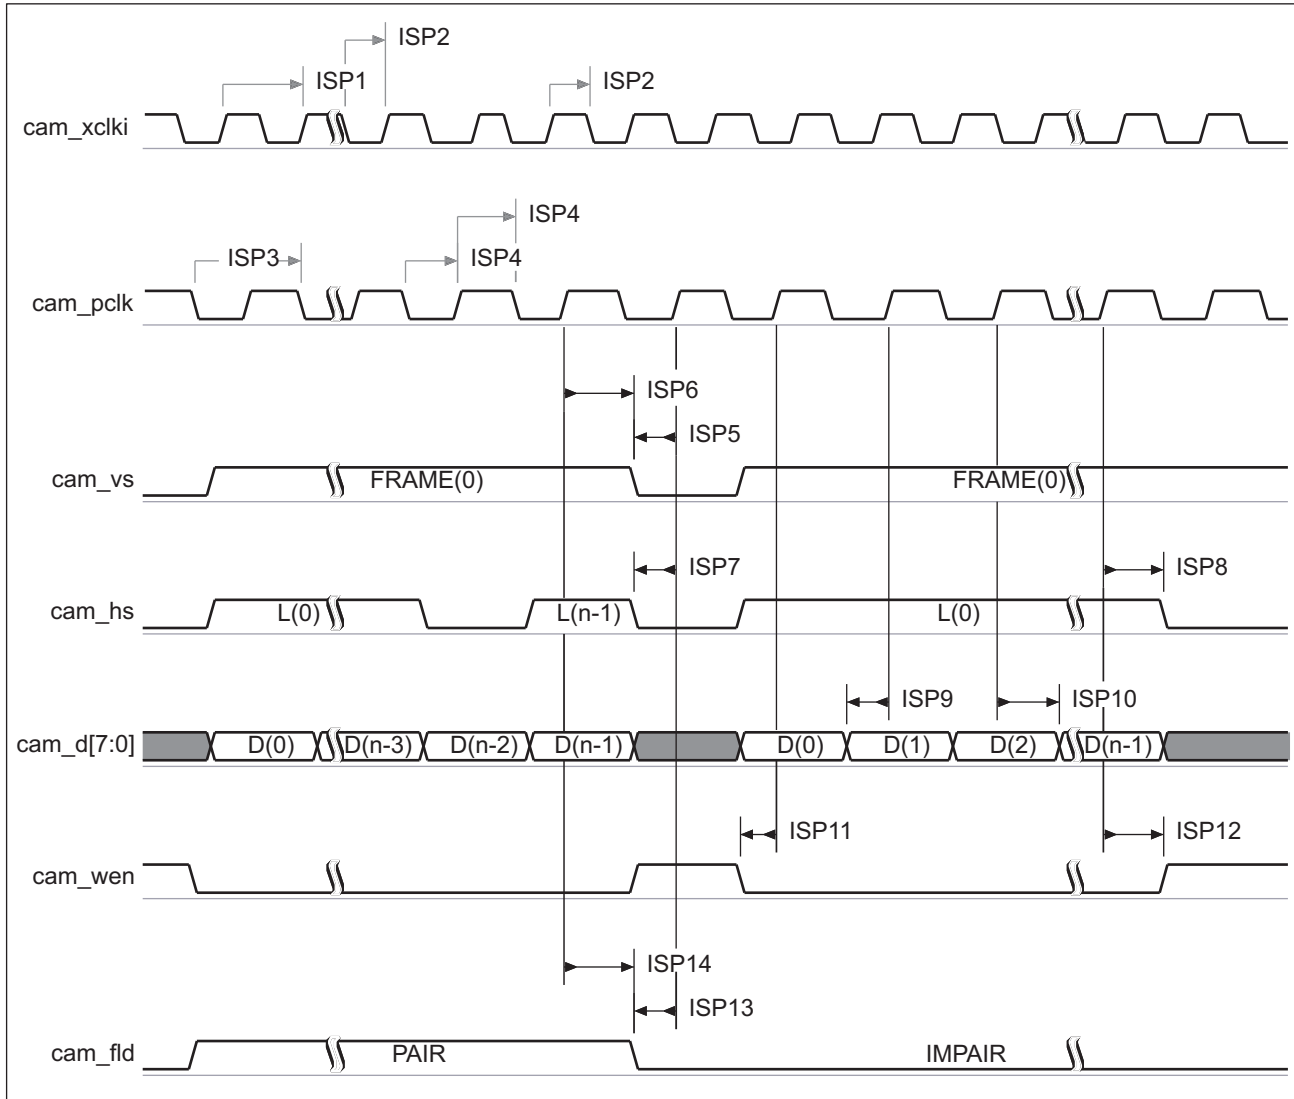 ISP2
ISP1 ISP2
cam_xclki
ISP4
ISP3 ISP4
cam_pclk
ISP6
ISP5
cam_vs FRAME(0) FRAME(0)
ISP7 ISP8
cam_hs L(0) L(n-1) L(0)
ISP9 ISP10
cam_d[7:0] D(0) D(n-3) D(n-2) D(n-1) D(0) D(1) D(2) D(n-1)
ISP11 ISP12
cam_wen
ISP14
ISP13
cam_fld PAIR IMPAIR